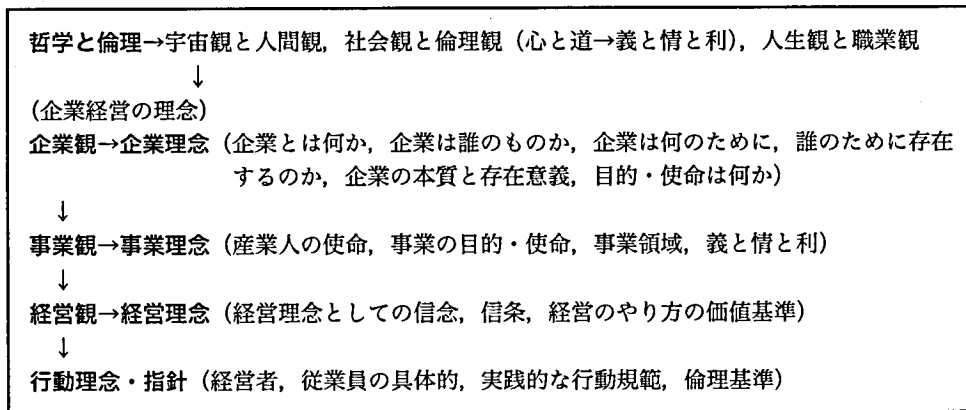 哲学と倫理→宇宙観と人間観，社会観と倫理観（心と道→義と情と利），人生観と職業観
↓
（企業経営の理念）
企業観→企業理念（企業とは何か，企業は誰のものか，企業は何のために，誰のために存在
するのか，企業の本質と存在意義，目的・使命は何か）
↓
事業観→事業理念（産業人の使命，事業の目的・使命，事業領域，義と情と利）
↓
経営観→経営理念（経営理念としての信念，信条，経営のやり方の価値基準）
↓
行動理念・指針（経営者，従業員の具体的，実践的な行動規範，倫理基準）